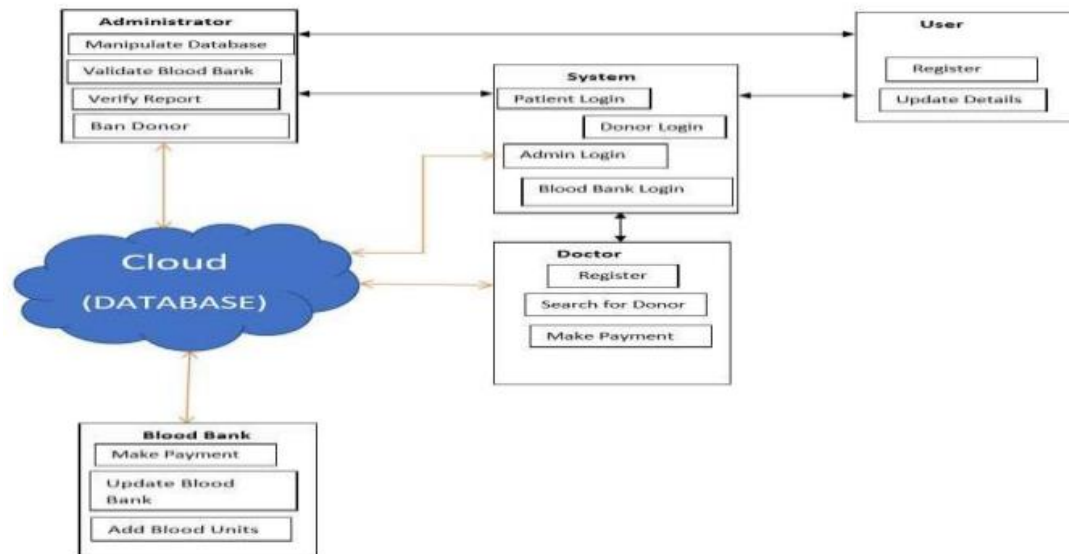 Administrator
Manipulate Database
Validate Blood Bank
Verify Report
Ban Donor
User
Register
Update Details
System
Patient Login
Donor Login
Admin Login
Blood Bank Login
Cloud
(DATABASE)
Doctor
Register
Search for Donor
Make Payment
Blood Bank
Make Payment
Update Blood
Bank
Add Blood Units